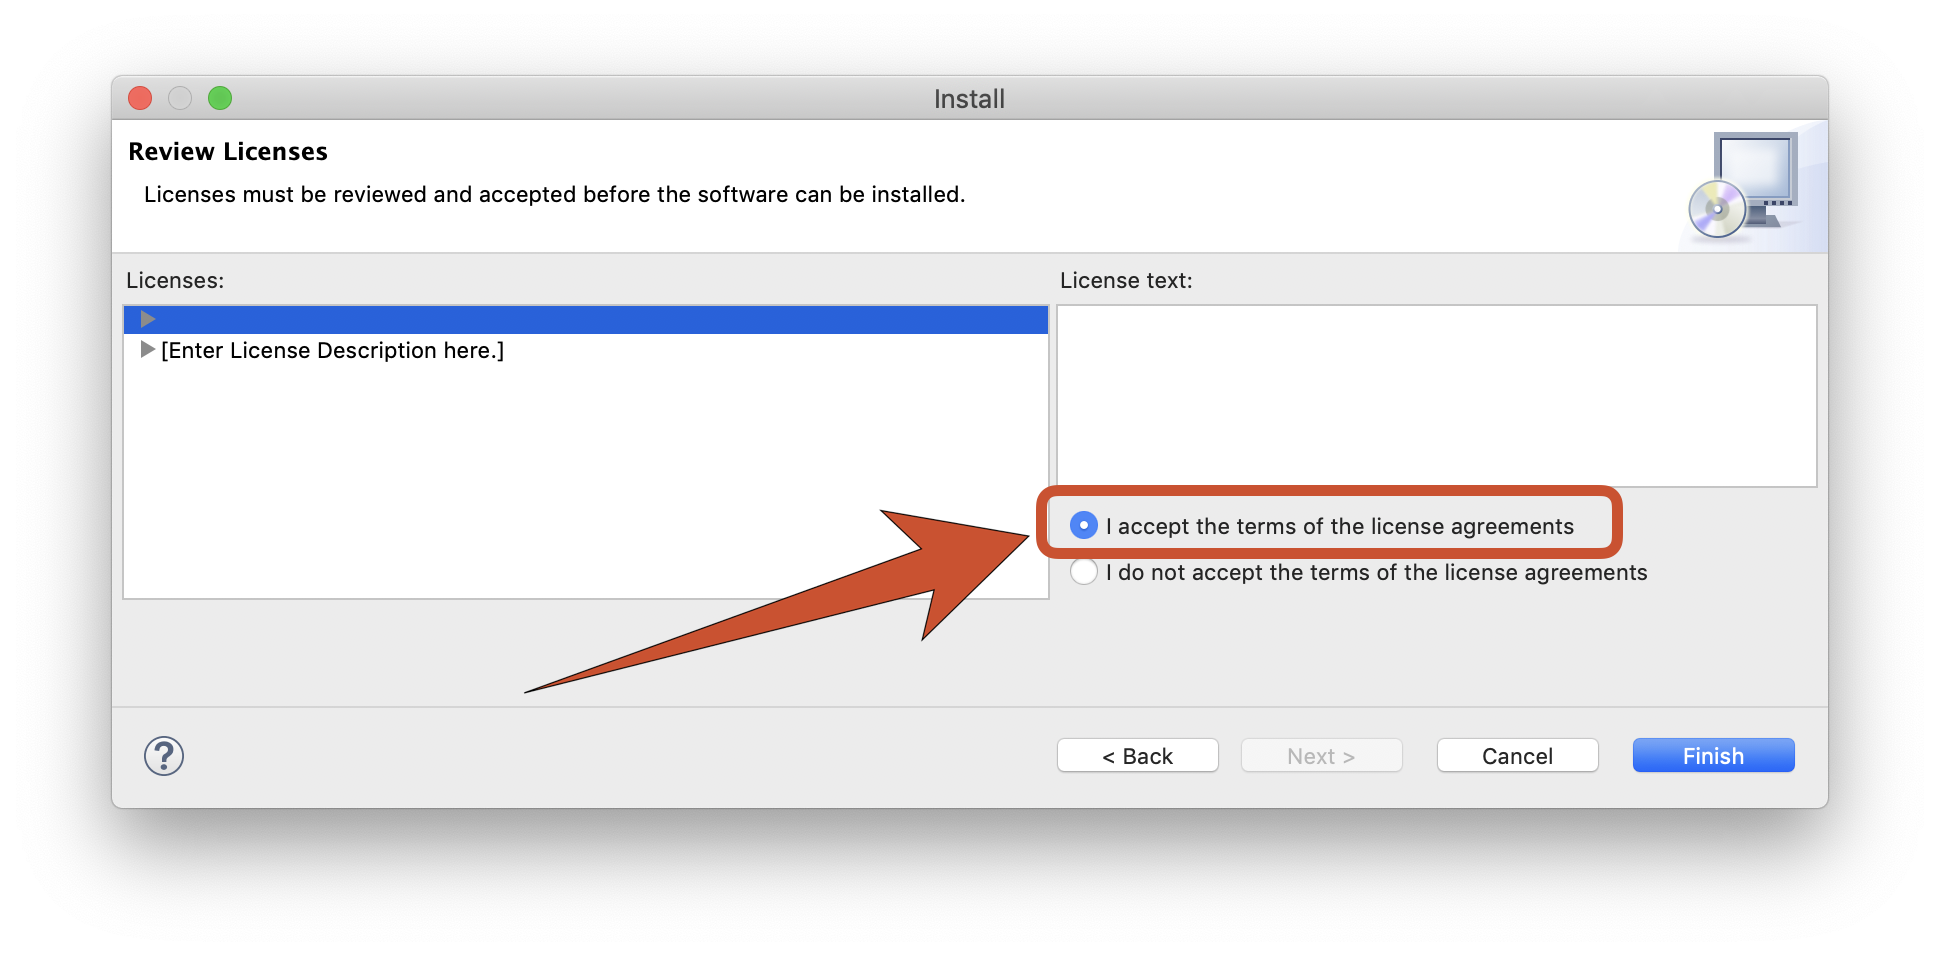 Install
Review Licenses
Licenses must be reviewed and accepted before the software can be installed.
Licenses:
[Enter License Description here.]
License text:
I accept the terms of the license agreements
I do not accept the terms of the license agreements
?
< Back
Next >
Cancel
Finish